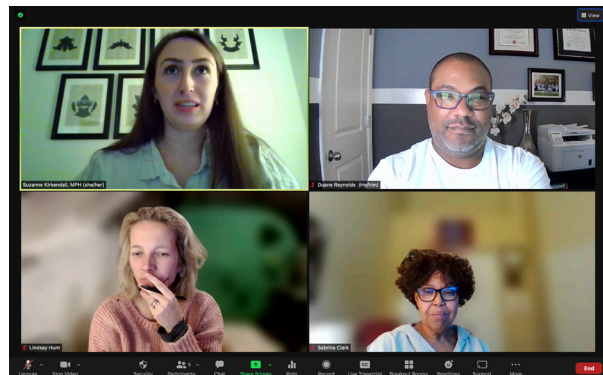 View
Suzanne Kirkendall, MPH (she/her)
Duane Reynolds (He/him)
Lindsay Hunt
Sabrina Clark
Unmute
Stop Video
Security
Participants
Chat
Share Screen
Polls
Record
Live Transcript
Breakout Rooms
Reactions
Support
More
End